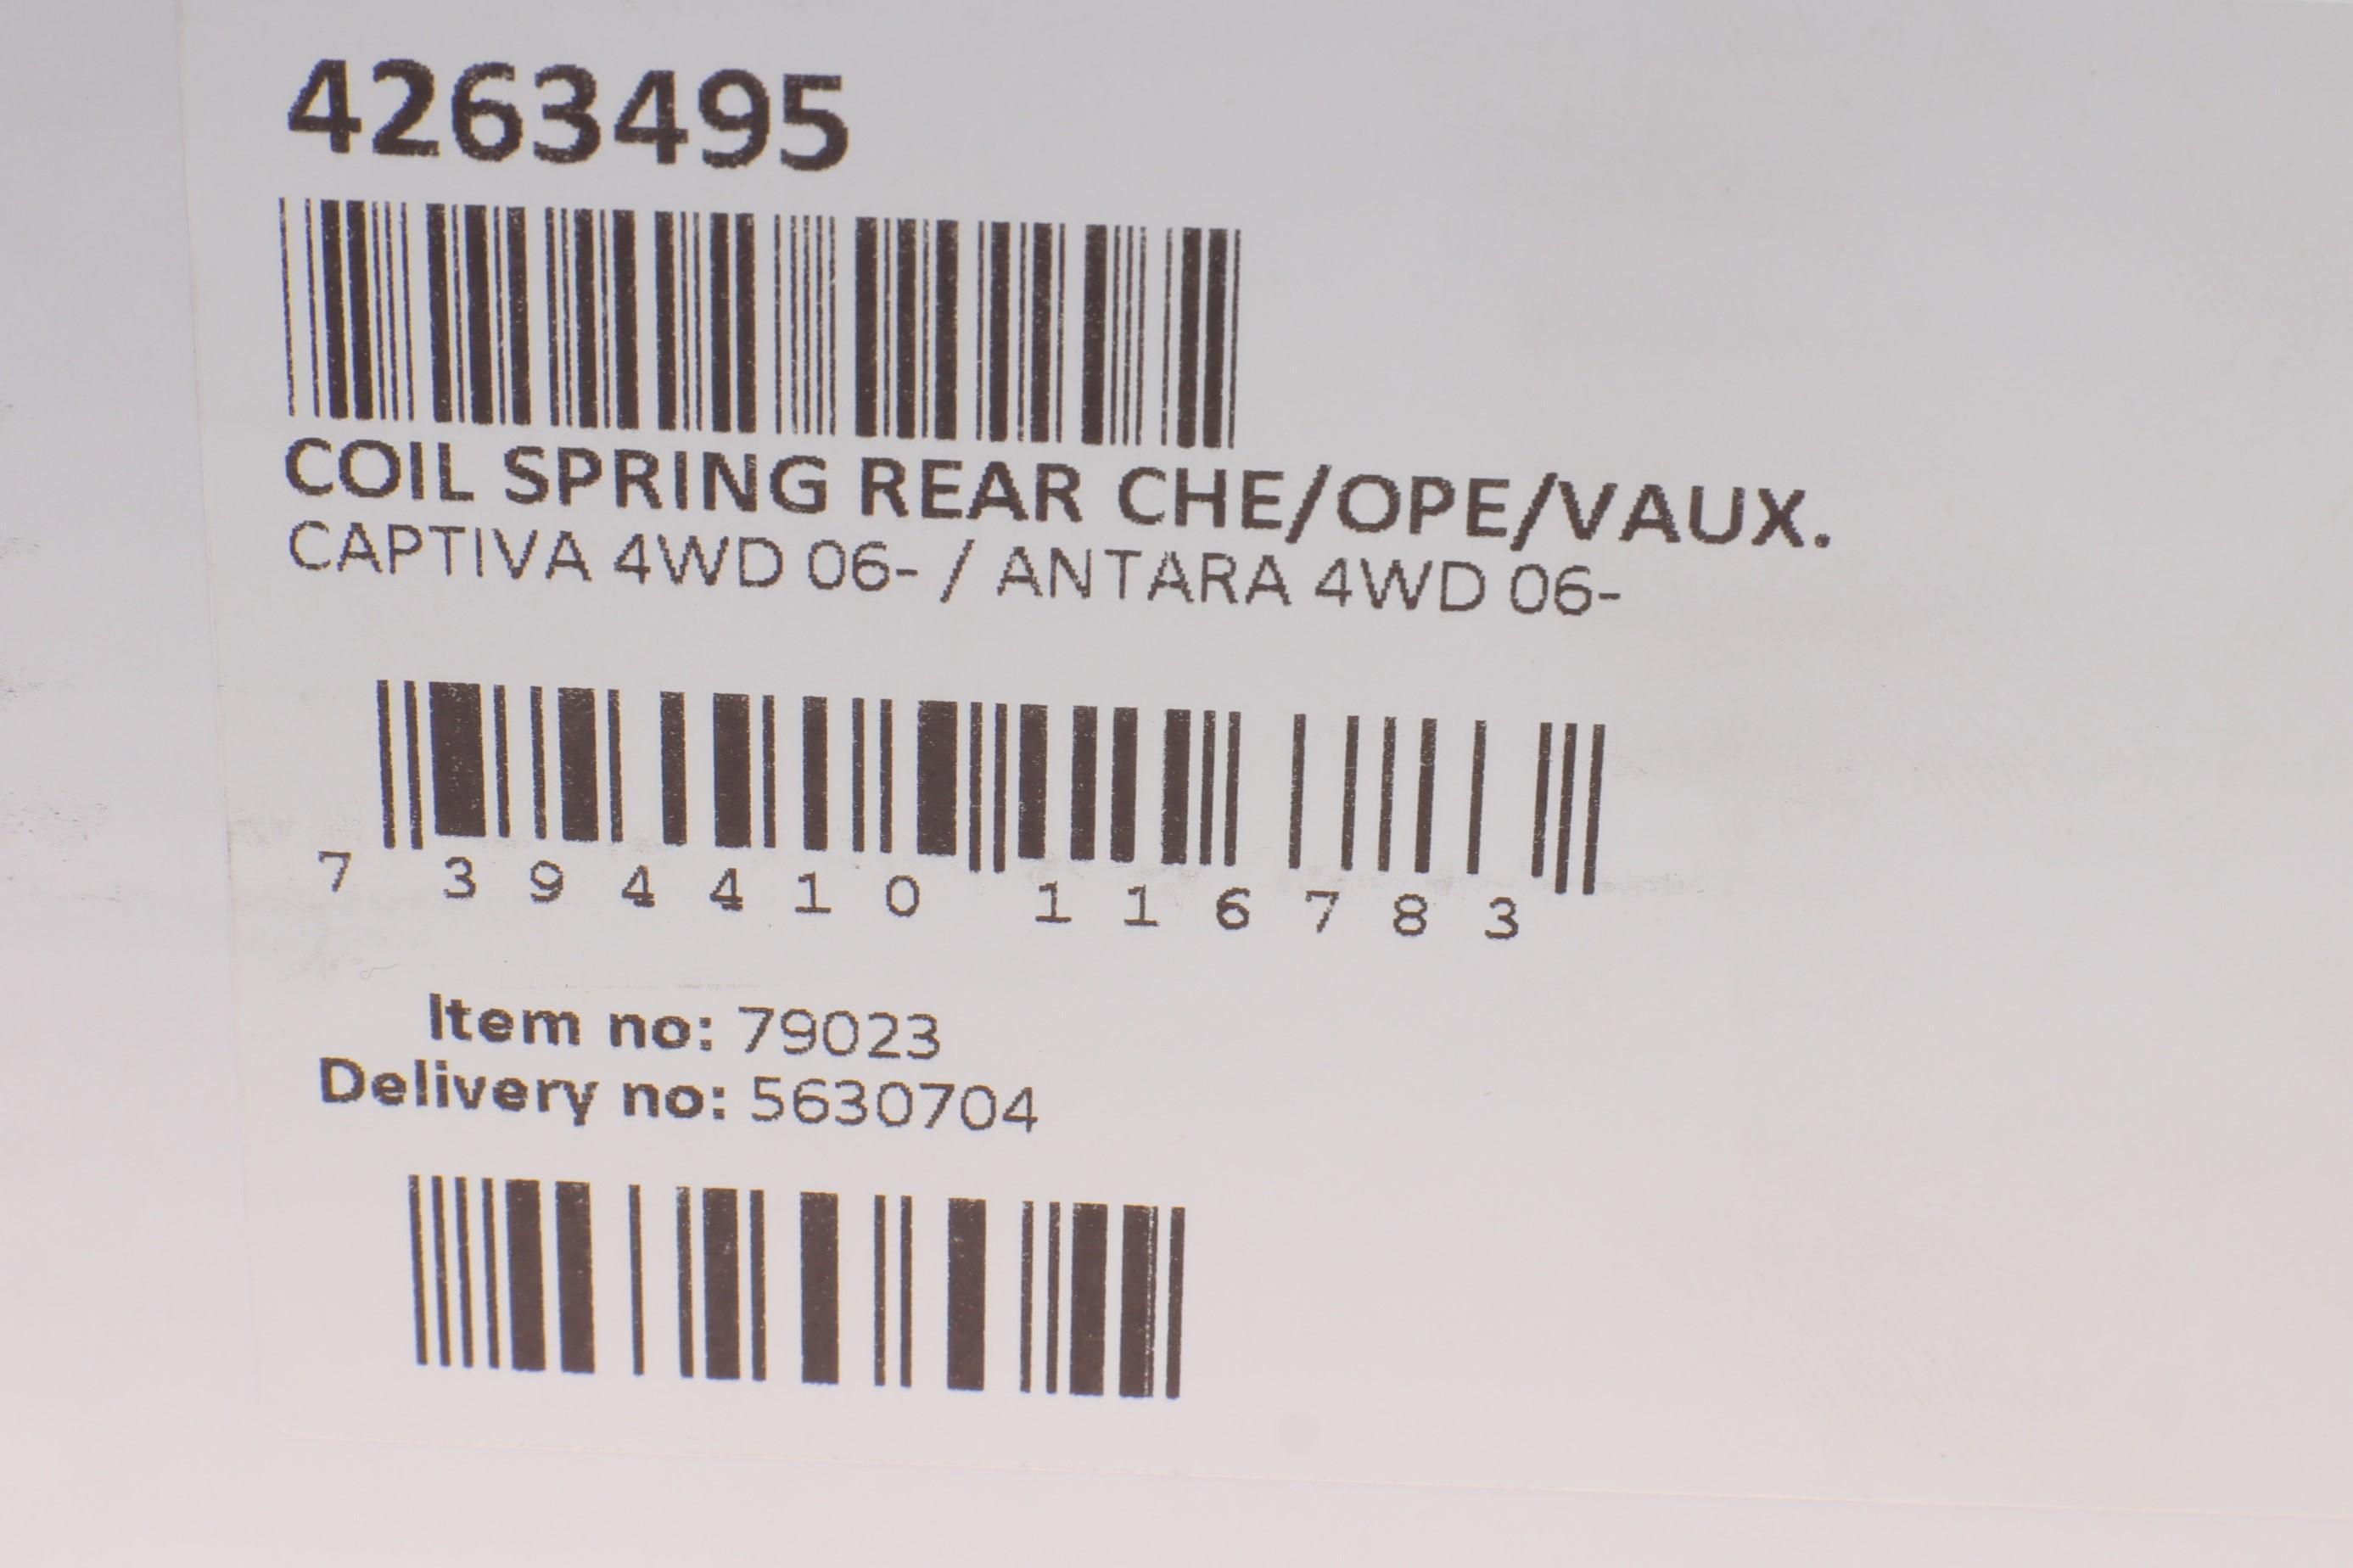 4263495
COIL SPRING REAR CHE/OPE/VAUX.
CAPTIVA 4WD 06- / ANTARA 4WD 06-
7 394410 116783
Item no: 79023
Delivery no: 5630704